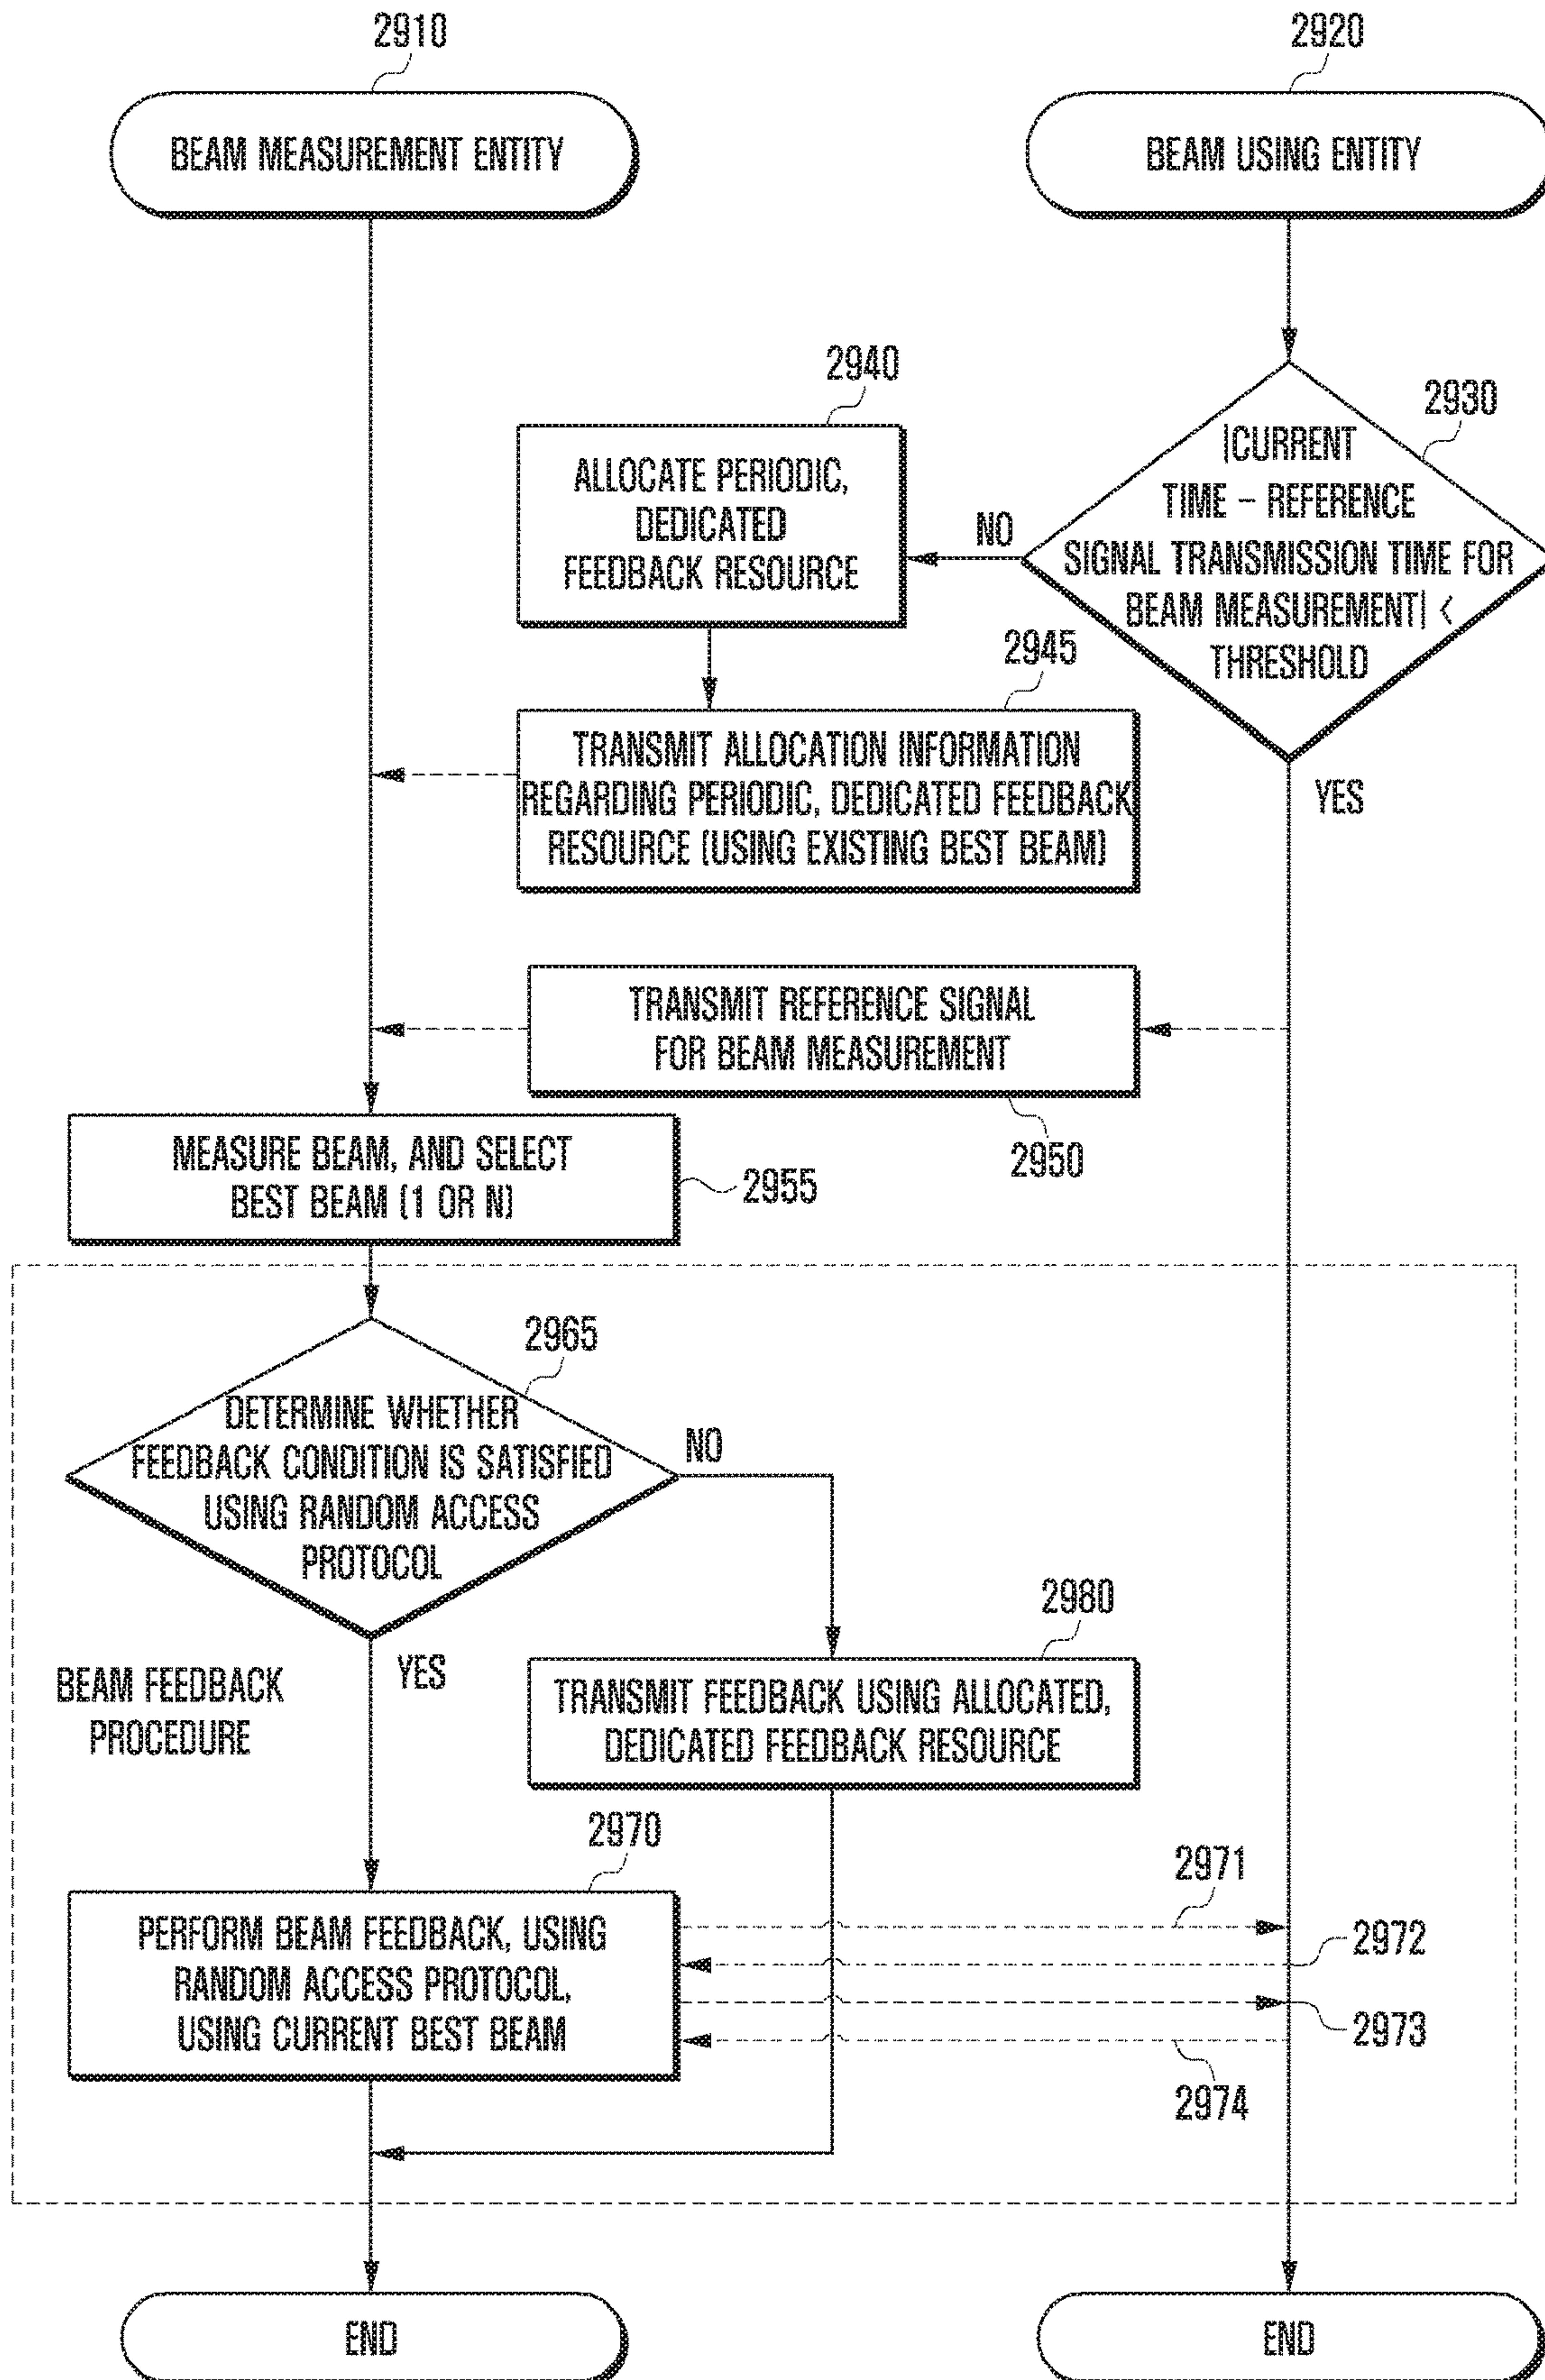 2910
2920
BEAM MEASUREMENT ENTITY
BEAM USING ENTITY
2940
2930
ALLOCATE PERIODIC,
DEDICATED
FEEDBACK RESOURCE
NO
|CURRENT
TIME – REFERENCE
SIGNAL TRANSMISSION TIME FOR
BEAM MEASUREMENT| <
THRESHOLD
2945
TRANSMIT ALLOCATION INFORMATION
REGARDING PERIODIC, DEDICATED FEEDBACK
RESOURCE (USING EXISTING BEST BEAM)
YES
TRANSMIT REFERENCE SIGNAL
FOR BEAM MEASUREMENT
2950
MEASURE BEAM, AND SELECT
BEST BEAM (1 OR N)
2955
2965
DETERMINE WHETHER
FEEDBACK CONDITION IS SATISFIED
USING RANDOM ACCESS
PROTOCOL
NO
YES
BEAM FEEDBACK
PROCEDURE
2980
TRANSMIT FEEDBACK USING ALLOCATED,
DEDICATED FEEDBACK RESOURCE
2970
PERFORM BEAM FEEDBACK, USING
RANDOM ACCESS PROTOCOL,
USING CURRENT BEST BEAM
2971
2972
2973
2974
END
END